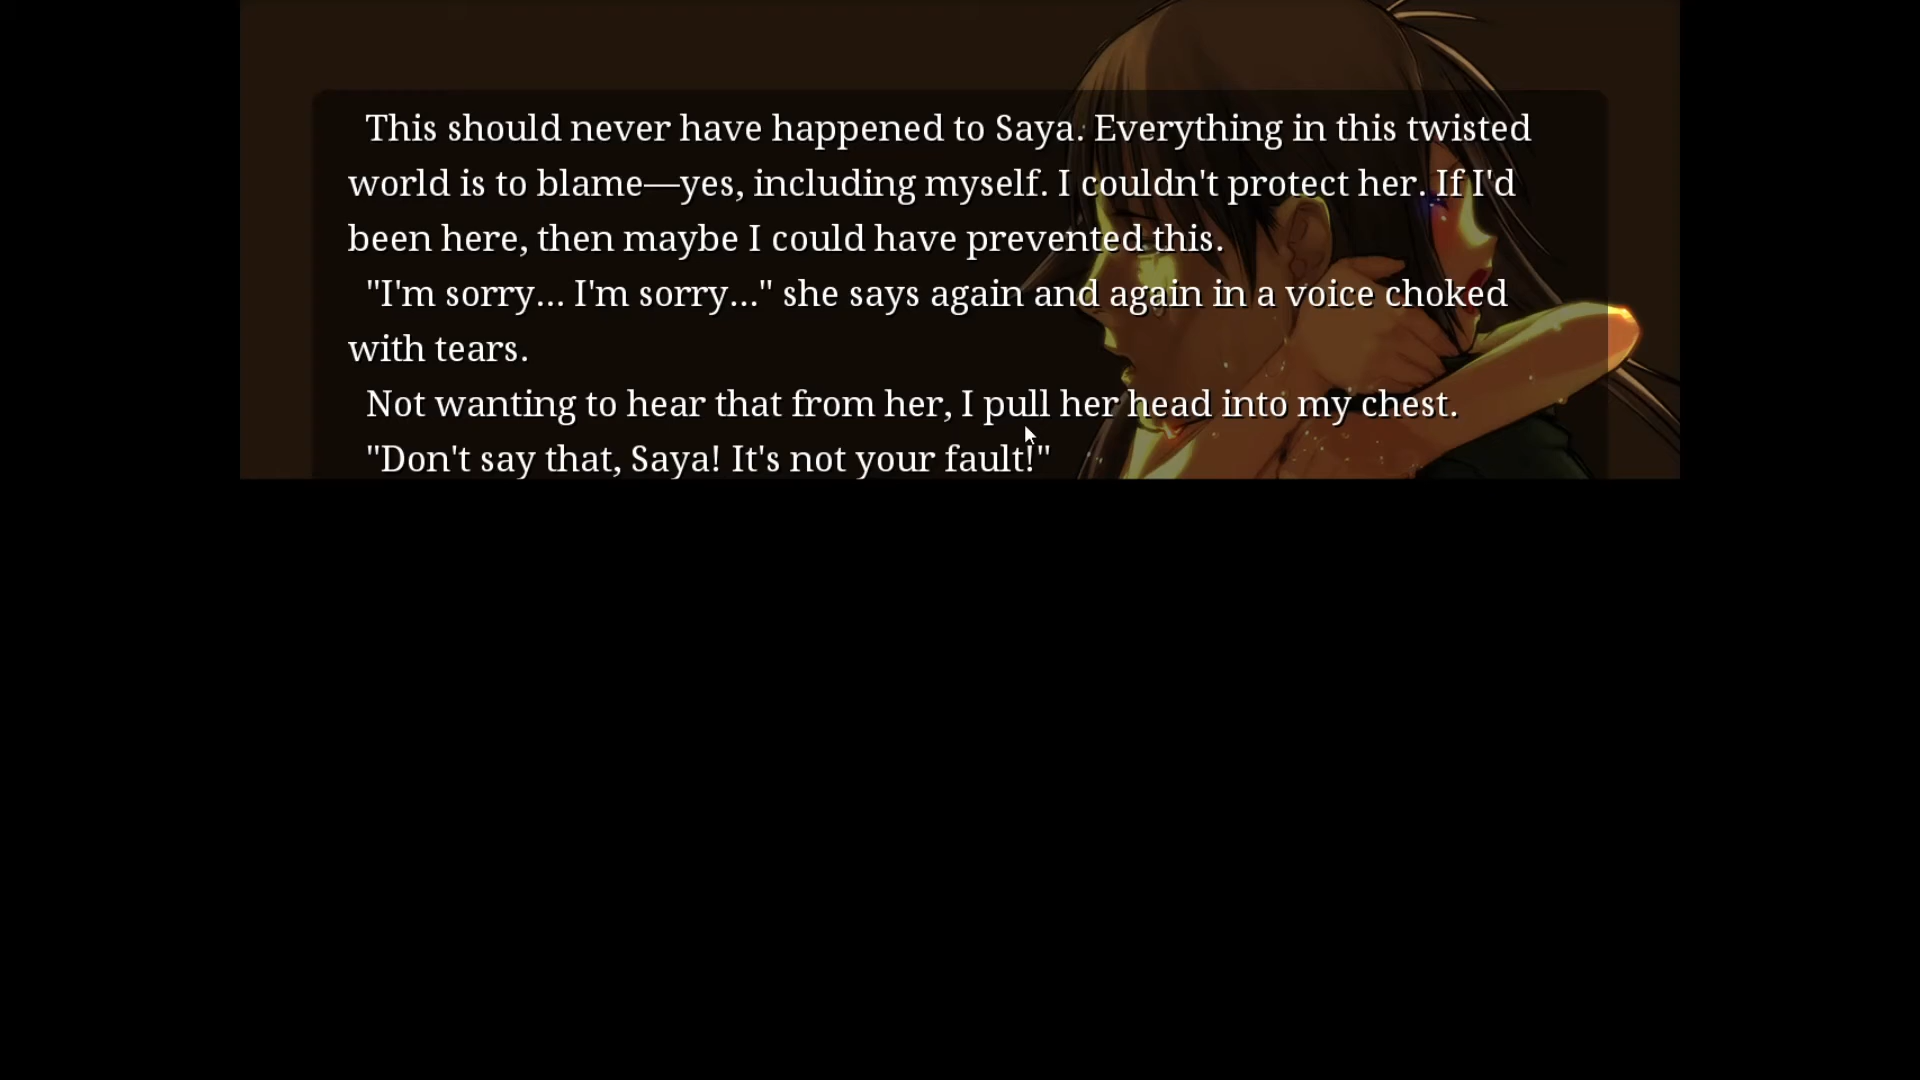 This should never have happened to Saya. Everything in this twisted
world is to blame—yes, including myself. I couldn't protect her. If I'd
been here, then maybe I could have prevented this.
"I'm sorry... I'm sorry..." she says again and again in a voice choked
with tears.
Not wanting to hear that from her, I pull her head into my chest.
"Don't say that, Saya! It's not your fault!"